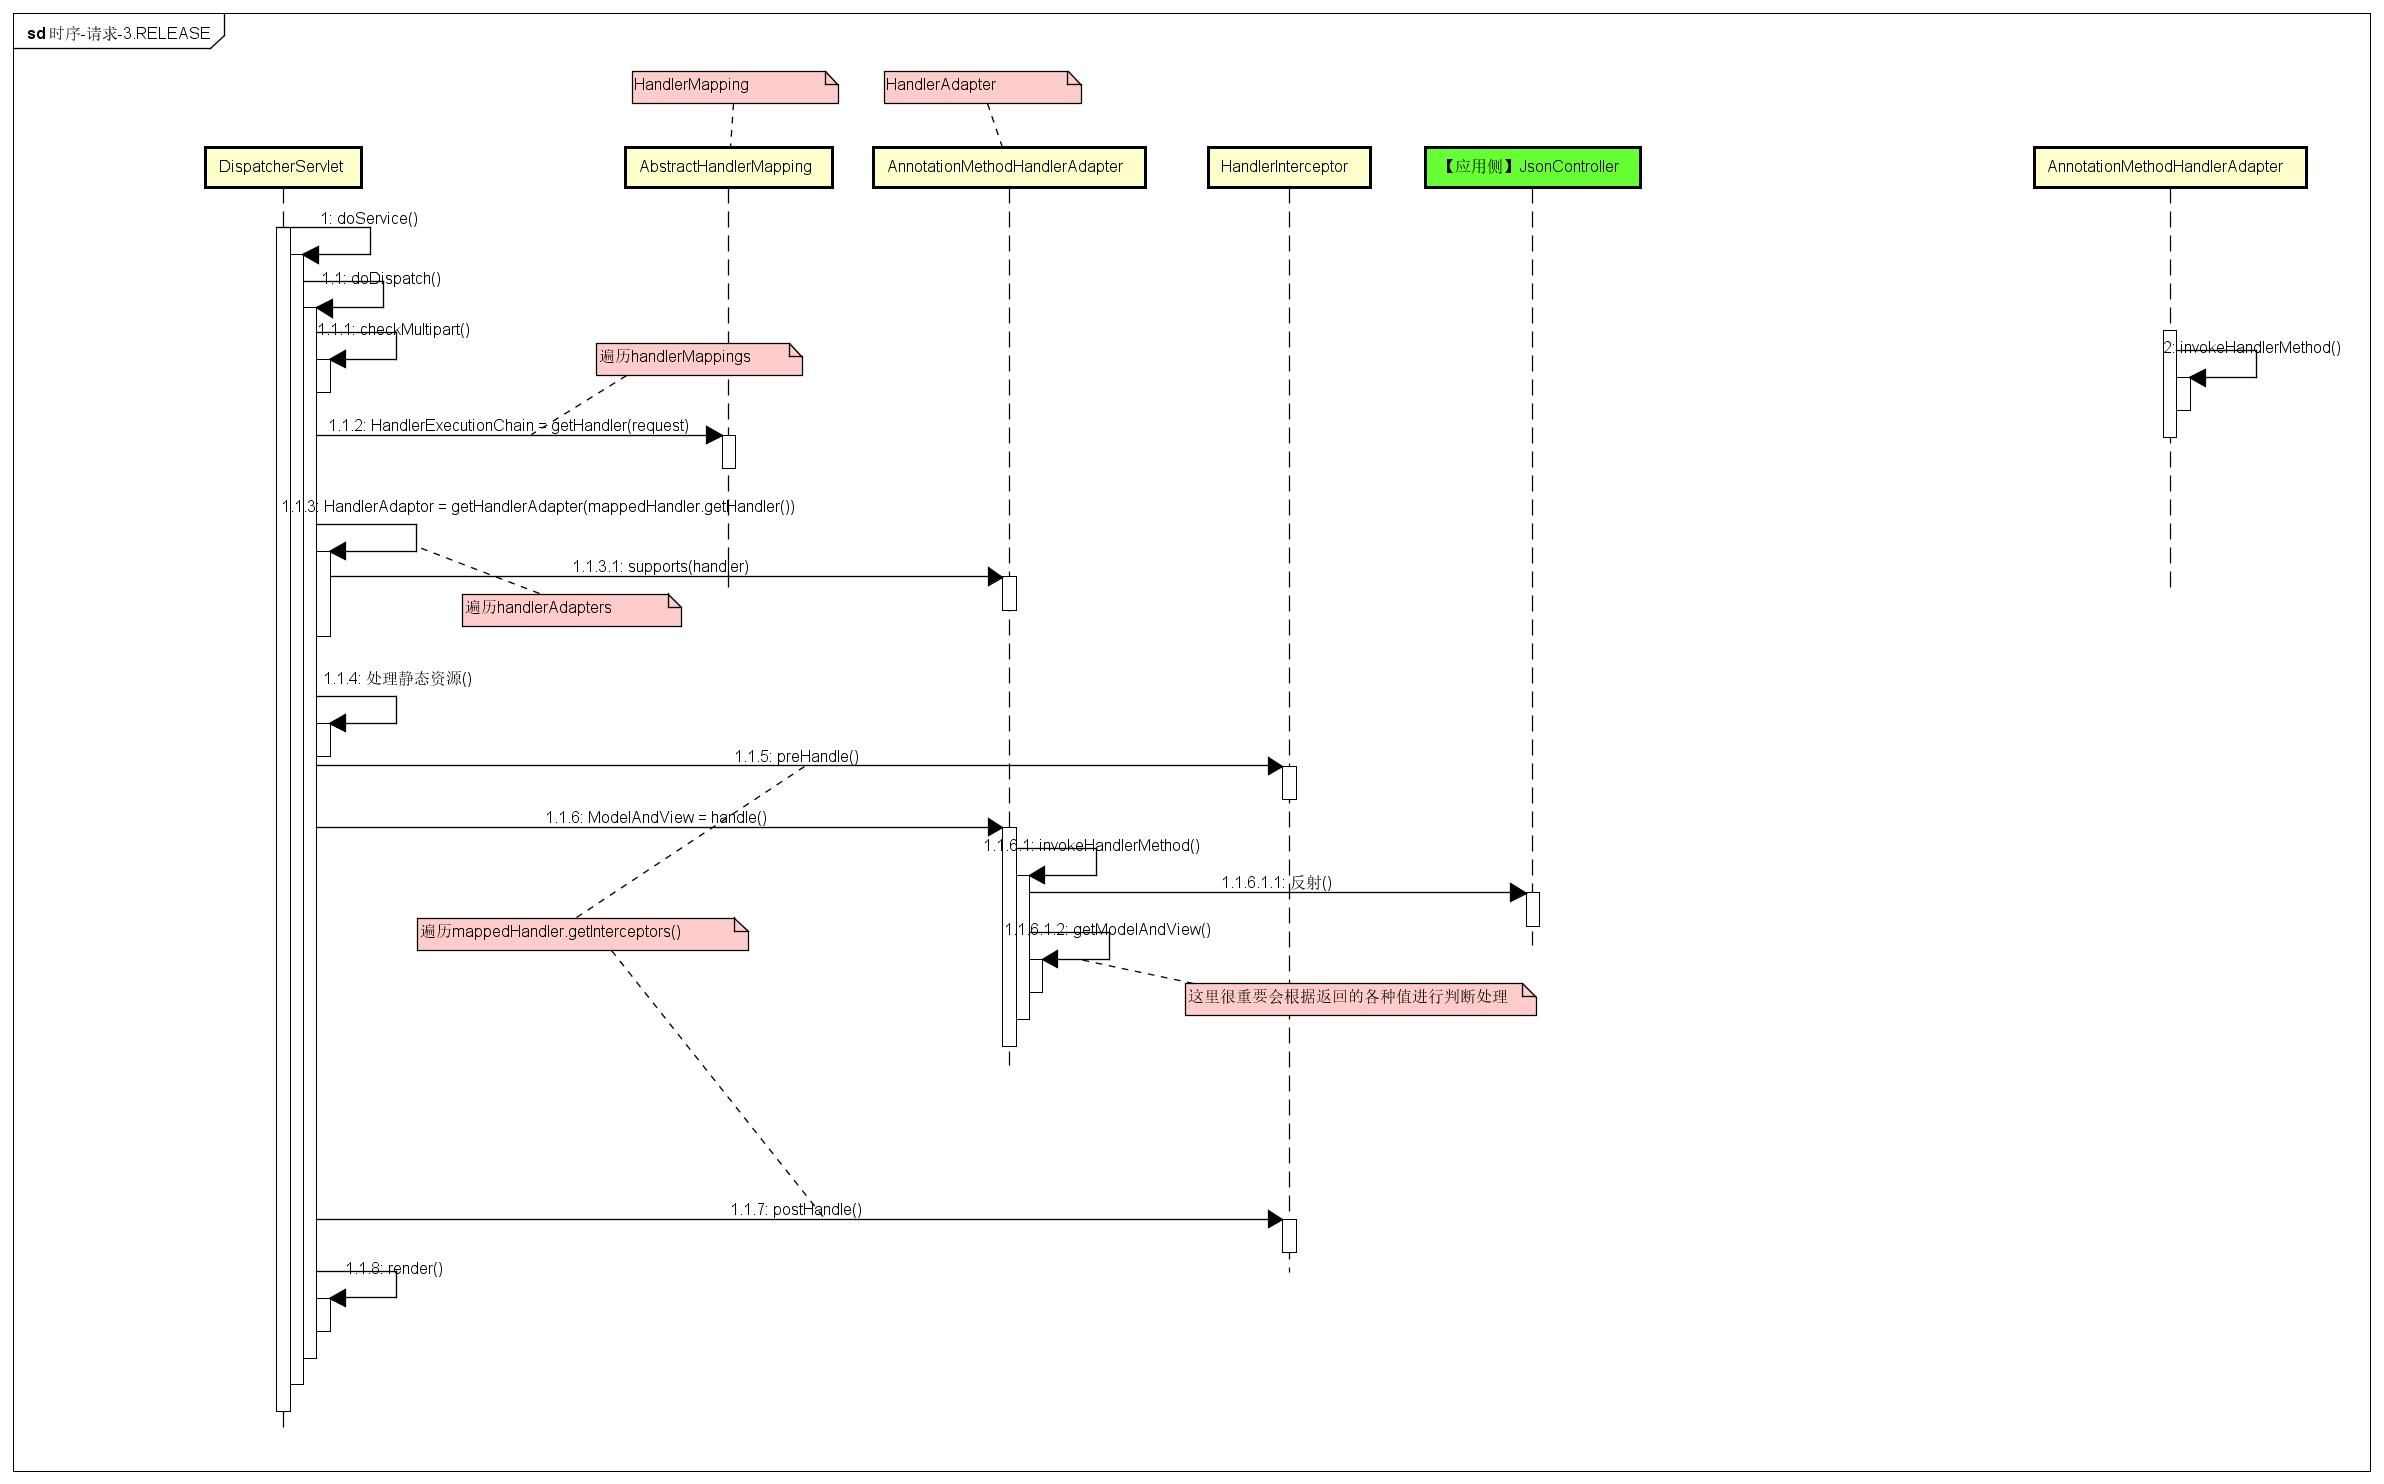 sd 时序-请求-3.RELEASE
HandlerMapping
HandlerAdapter
DispatcherServlet
AbstractHandlerMapping
AnnotationMethodHandlerAdapter
HandlerInterceptor
【应用侧】JsonController
AnnotationMethodHandlerAdapter
1: doService()
1.1: doDispatch()
1.1.1: checkMultipart()
2: invokeHandlerMethod()
遍历handlerMappings
1.1.2: HandlerExecutionChain = getHandler(request)
1.1.3: HandlerAdaptor = getHandlerAdapter(mappedHandler.getHandler())
1.1.3.1: supports(handler)
遍历handlerAdapters
1.1.4: 处理静态资源()
1.1.5: preHandle()
1.1.6: ModelAndView = handle()
1.1.6.1: invokeHandlerMethod()
1.1.6.1.1: 反射()
1.1.6.1.2: getModelAndView()
遍历mappedHandler.getInterceptors()
这里很重要会根据返回的各种值进行判断处理
1.1.7: postHandle()
1.1.8: render()